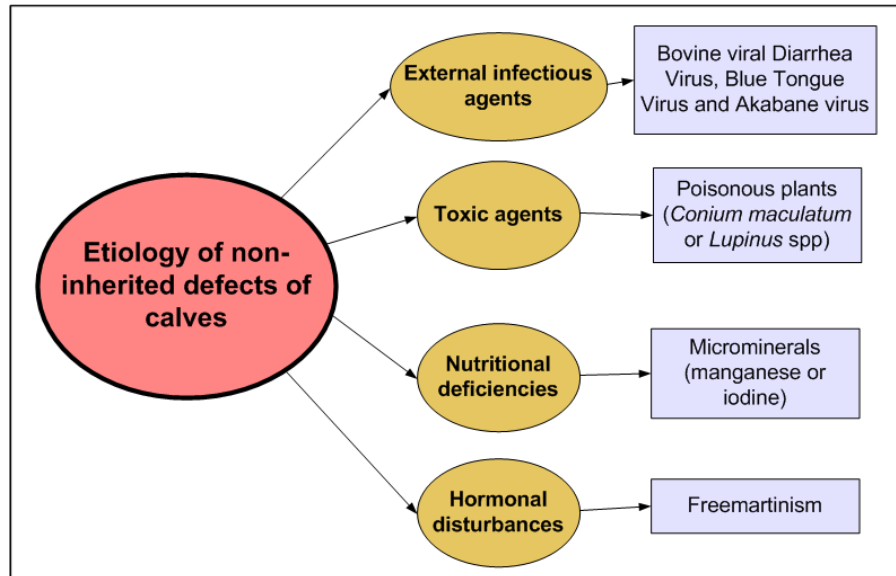 External infectious
agents
Bovine viral Diarrhea
Virus, Blue Tongue
Virus and Akabane virus
Etiology of non-
inherited defects of
calves
Toxic agents
Poisonous plants
(Conium maculatum
or Lupinus spp)
Nutritional
deficiencies
Microminerals
(manganese or
iodine)
Hormonal
disturbances
Freemartinism